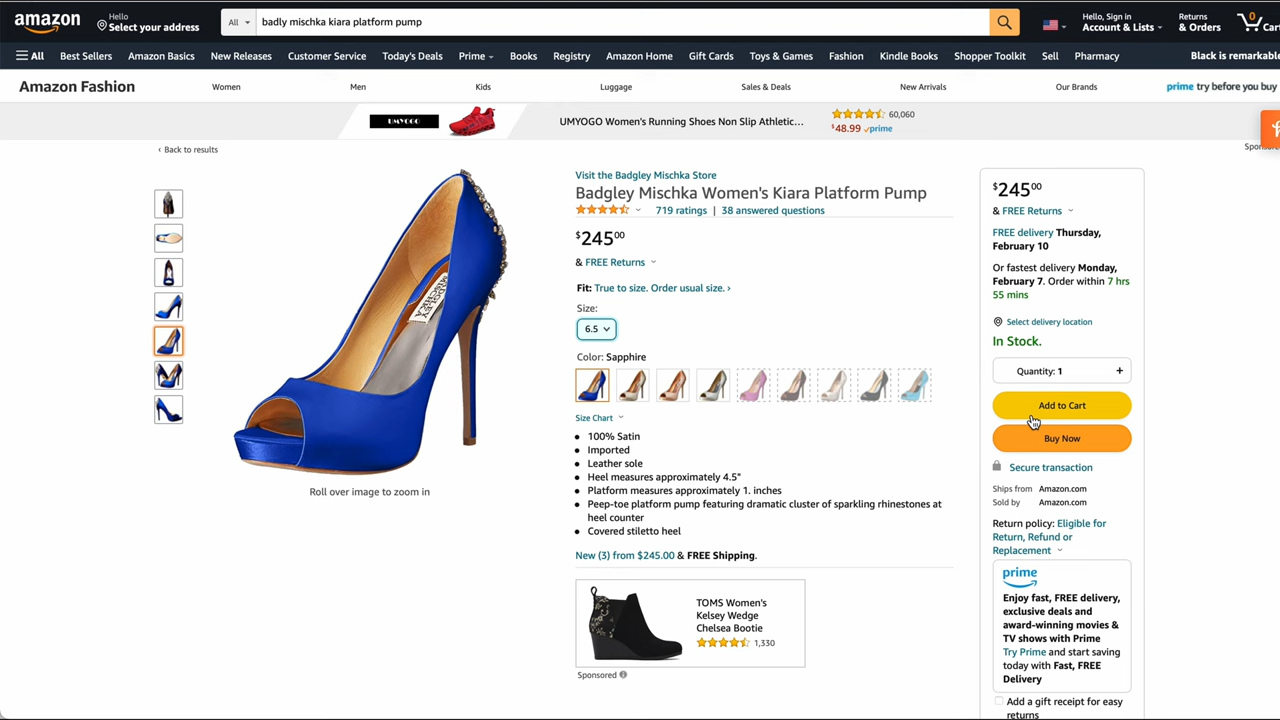 amazon
Hello
Select your address
All
badly mischka kiara platform pump
Hello, Sign in
Account & Lists
Returns
& Orders
0
Cart
All
Best Sellers
Amazon Basics
New Releases
Customer Service
Today's Deals
Prime
Books
Registry
Amazon Home
Gift Cards
Toys & Games
Fashion
Kindle Books
Shopper Toolkit
Sell
Pharmacy
Black is remarkable
Amazon Fashion
Women
Men
Kids
Luggage
Sales & Deals
New Arrivals
Our Brands
prime try before you buy
UMYOGO
UMYOGO Women's Running Shoes Non Slip Athletic...
60,060
$48.99 prime
‹ Back to results
Sponso
Visit the Badgley Mischka Store
Badgley Mischka Women's Kiara Platform Pump
719 ratings | 38 answered questions
$24500
& FREE Returns
Fit: True to size. Order usual size. ›
Size:
6.5
Color: Sapphire
Size Chart
• 100% Satin
• Imported
• Leather sole
• Heel measures approximately 4.5"
• Platform measures approximately 1. inches
• Peep-toe platform pump featuring dramatic cluster of sparkling rhinestones at
heel counter
• Covered stiletto heel
New (3) from $245.00 & FREE Shipping.
BADGLEY
MISCHKA
Roll over image to zoom in
TOMS Women's
Kelsey Wedge
Chelsea Bootie
1,330
Sponsored
$24500
& FREE Returns
FREE delivery Thursday,
February 10
Or fastest delivery Monday,
February 7. Order within 7 hrs
55 mins
Select delivery location
In Stock.
Quantity: 1 +
Add to Cart
Buy Now
Secure transaction
Ships from Amazon.com
Sold by Amazon.com
Return policy: Eligible for
Return, Refund or
Replacement
prime
Enjoy fast, FREE delivery,
exclusive deals and
award-winning movies &
TV shows with Prime
Try Prime and start saving
today with Fast, FREE
Delivery
Add a gift receipt for easy
returns